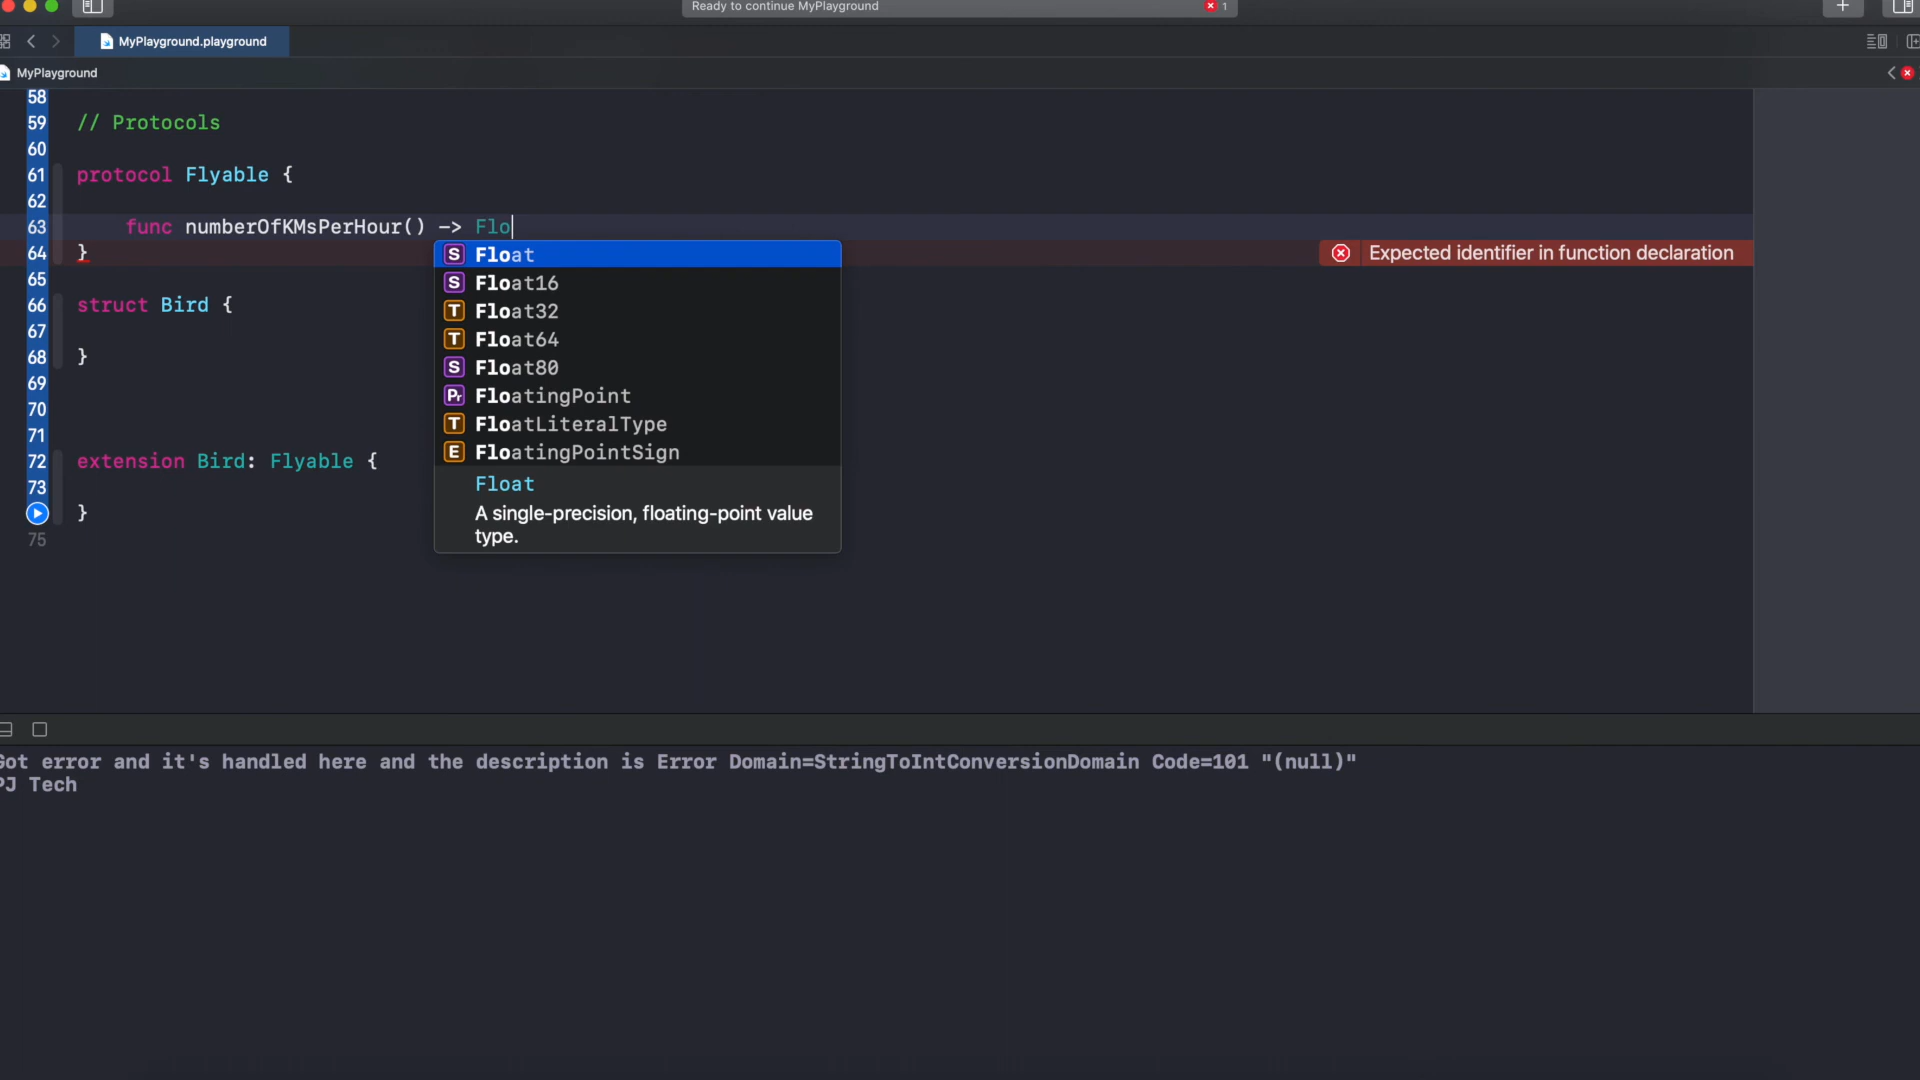 Ready to continue MyPlayground 1
MyPlayground.playground
MyPlayground
58
59 // Protocols
60
61 protocol Flyable {
62
63 func numberOfKMsPerHour() -> Flo
64 } Expected identifier in function declaration
65
66 struct Bird {
67
68 }
69
70
71
72 extension Bird: Flyable {
73
}
75
S Float
S Float16
T Float32
T Float64
S Float80
Pr FloatingPoint
T FloatLiteralType
E FloatingPointSign
Float
A single-precision, floating-point value
type.
Got error and it's handled here and the description is Error Domain=StringToIntConversionDomain Code=101 "(null)"
PJ Tech